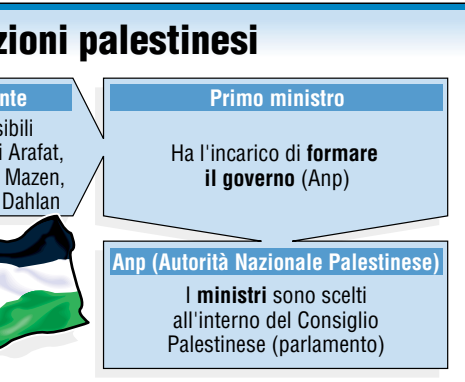 zioni palestinesi
nte
sibili
i Arafat,
Mazen,
Dahlan
Primo ministro
Ha l'incarico di formare
il governo (Anp)
Anp (Autorità Nazionale Palestinese)
I ministri sono scelti
all'interno del Consiglio
Palestinese (parlamento)